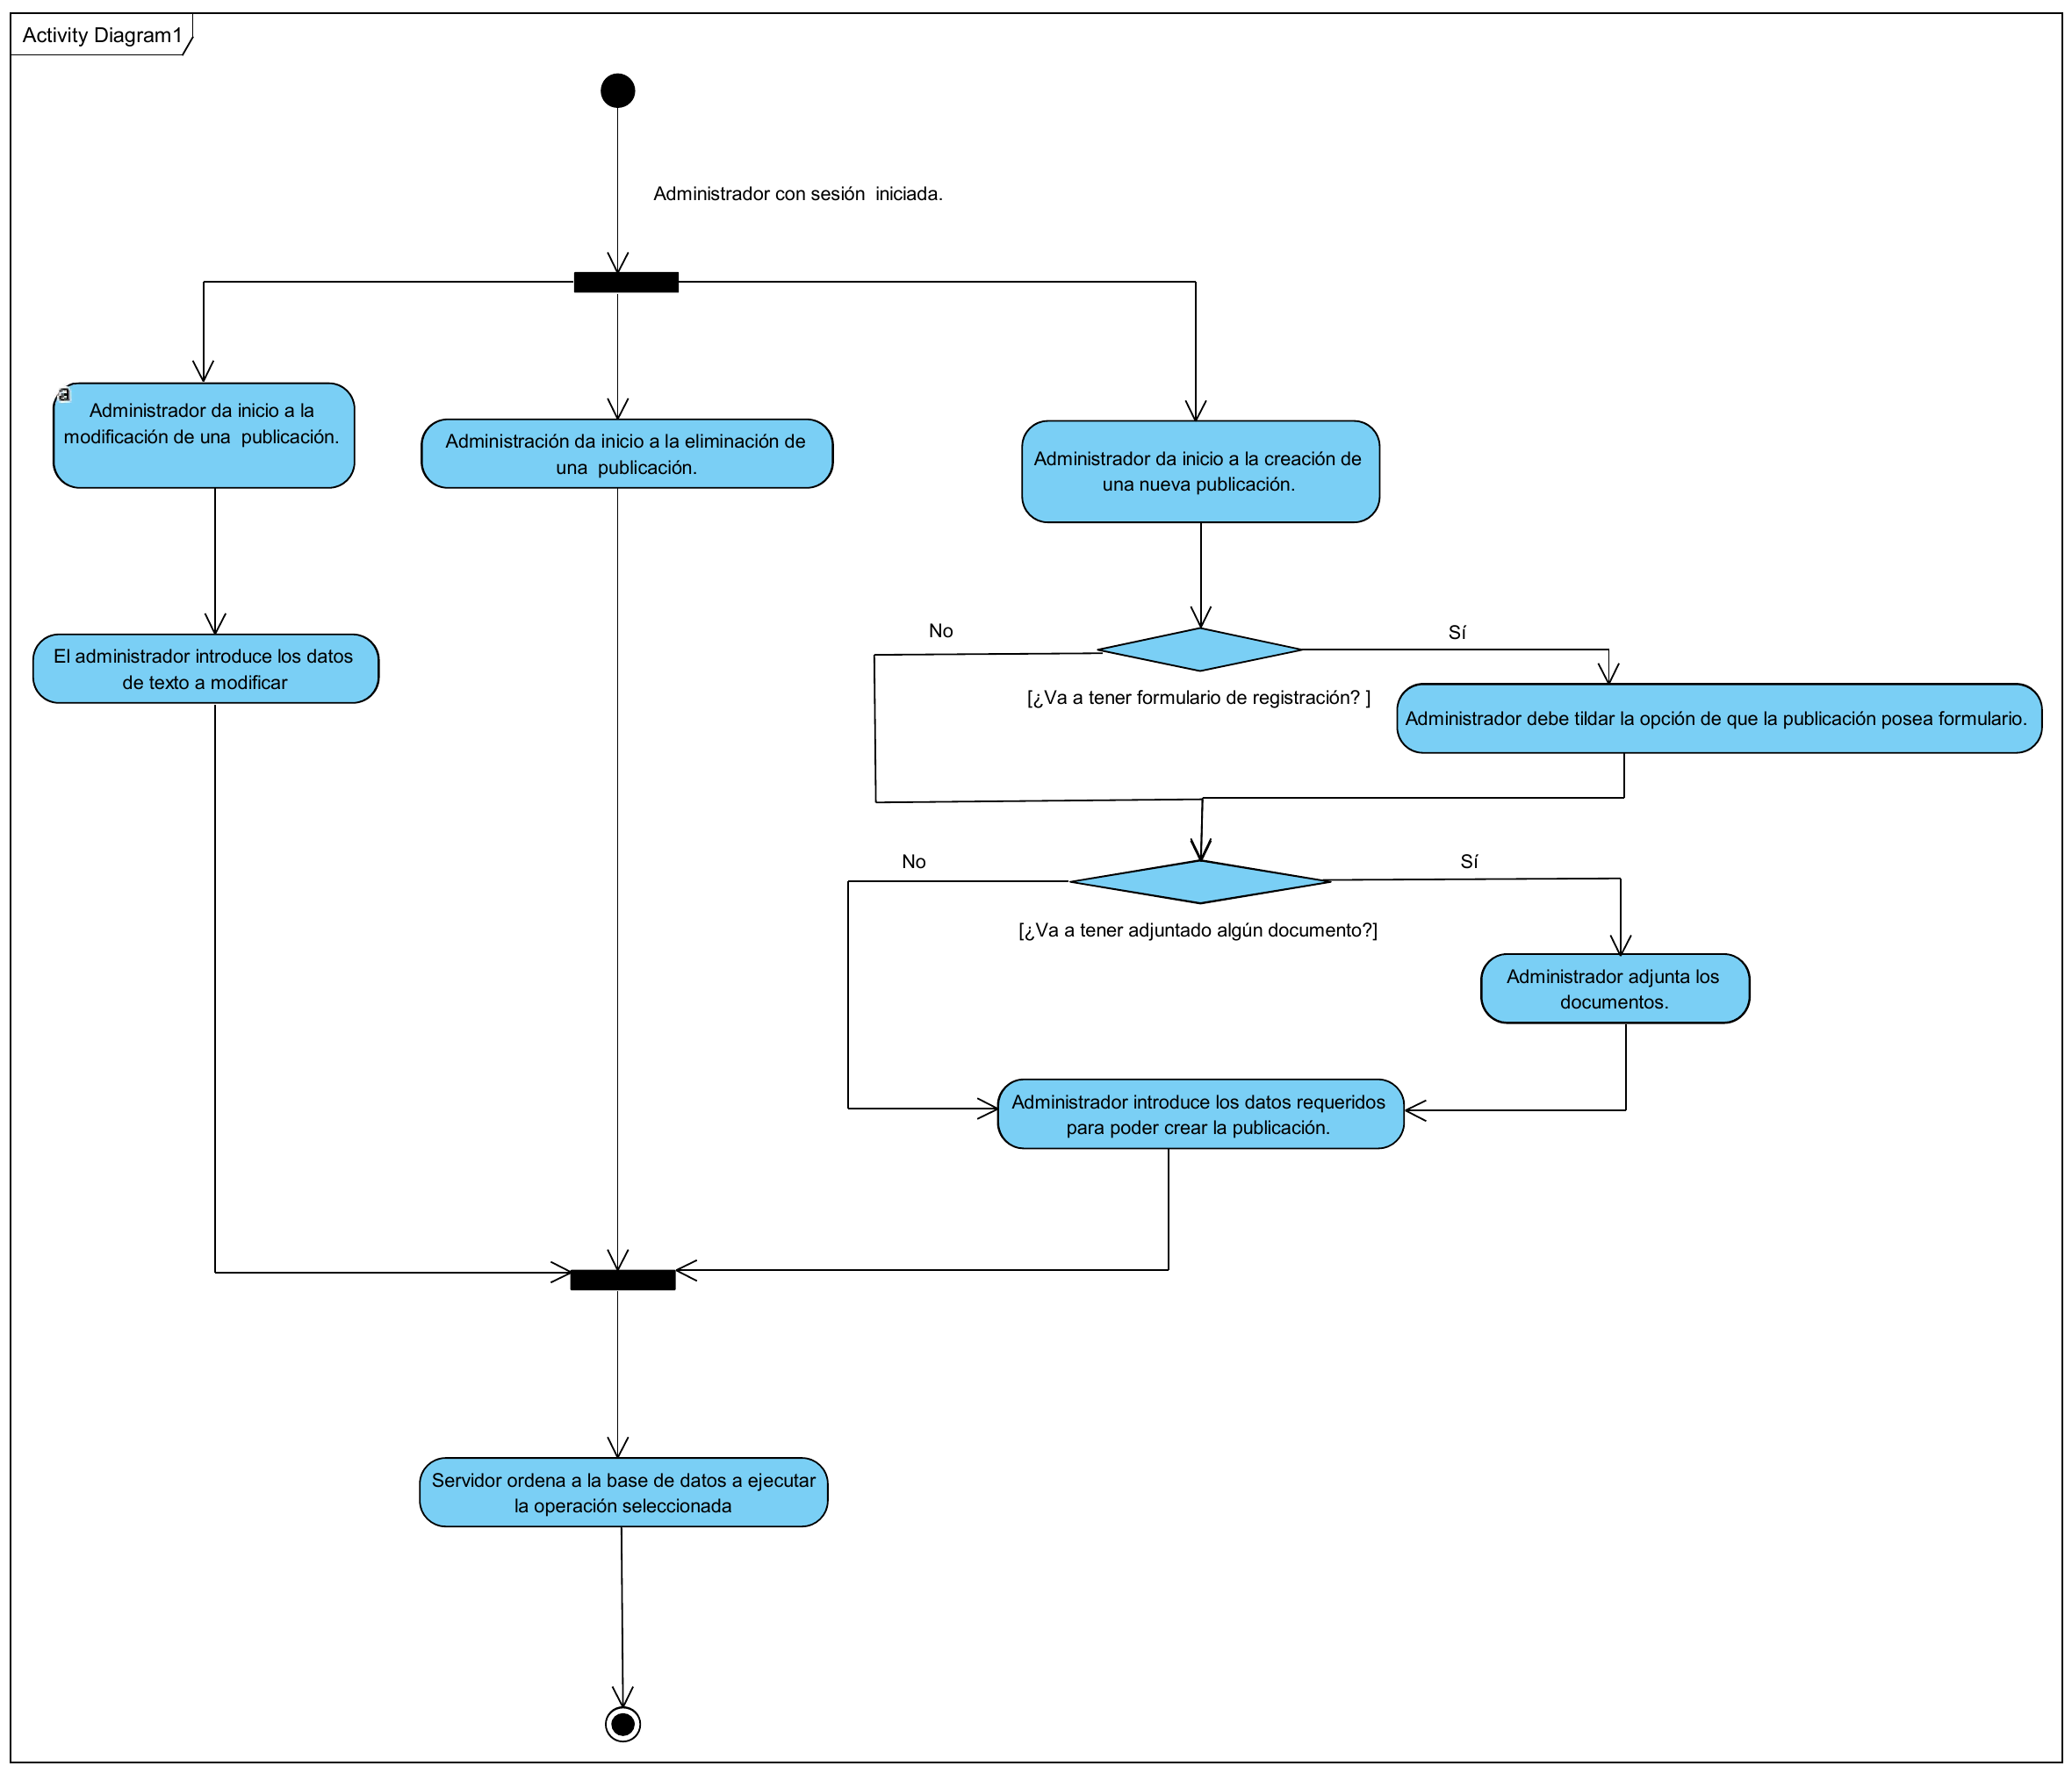 Activity Diagram1
Administrador con sesión  iniciada.
a
Administrador da inicio a la
modificación de una  publicación.
Administración da inicio a la eliminación de
una  publicación.
Administrador da inicio a la creación de
una nueva publicación.
No
Sí
El administrador introduce los datos
de texto a modificar
[¿Va a tener formulario de registración? ]
Administrador debe tildar la opción de que la publicación posea formulario.
No
Sí
[¿Va a tener adjuntado algún documento?]
Administrador adjunta los
documentos.
Administrador introduce los datos requeridos
para poder crear la publicación.
Servidor ordena a la base de datos a ejecutar
la operación seleccionada